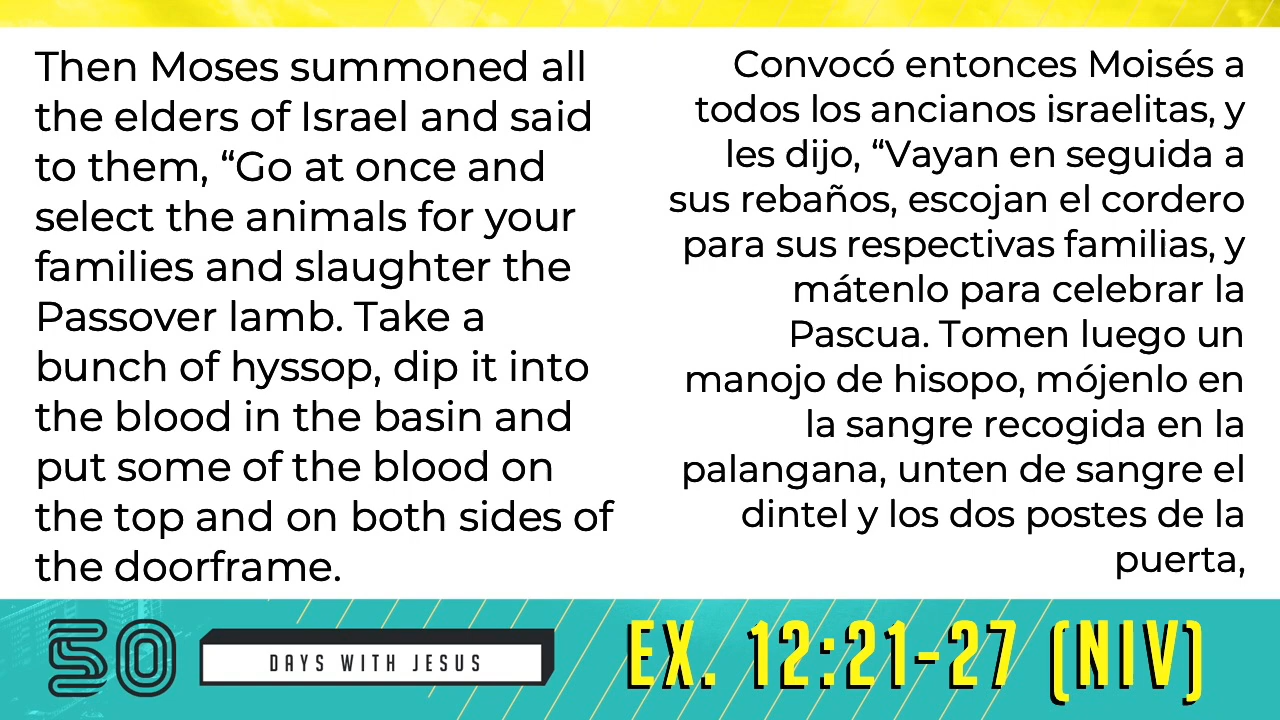 Then Moses summoned all
the elders of Israel and said
to them, “Go at once and
select the animals for your
families and slaughter the
Passover lamb. Take a
bunch of hyssop, dip it into
the blood in the basin and
put some of the blood on
the top and on both sides of
the doorframe.
Convocó entonces Moisés a
todos los ancianos israelitas, y
les dijo, “Vayan en seguida a
sus rebaños, escojan el cordero
para sus respectivas familias, y
mátenlo para celebrar la
Pascua. Tomen luego un
manojo de hisopo, mójenlo en
la sangre recogida en la
palangana, unten de sangre el
dintel y los dos postes de la
puerta,
50
DAYS WITH JESUS
EX. 12:21-27 (NIV)